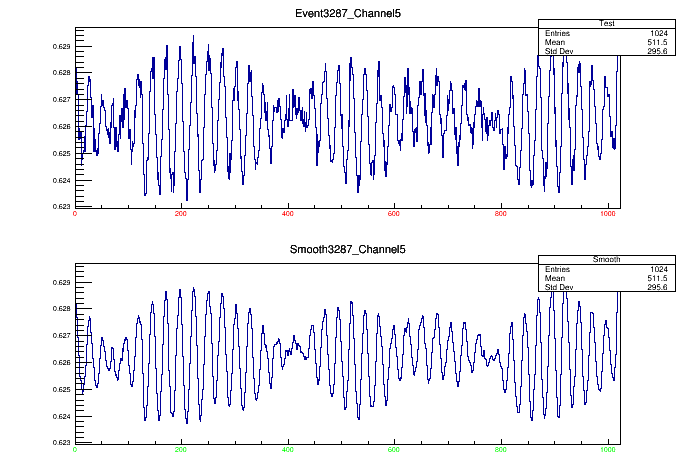 Event3287_Channel5
Test
Entries 1024
Mean 511.5
Std Dev 295.6
0.629
0.628
0.627
0.626
0.625
0.624
0.623
0 200 400 600 800 1000
Smooth3287_Channel5
Smooth
Entries 1024
Mean 511.5
Std Dev 295.6
0.629
0.628
0.627
0.626
0.625
0.624
0.623
0 200 400 600 800 1000